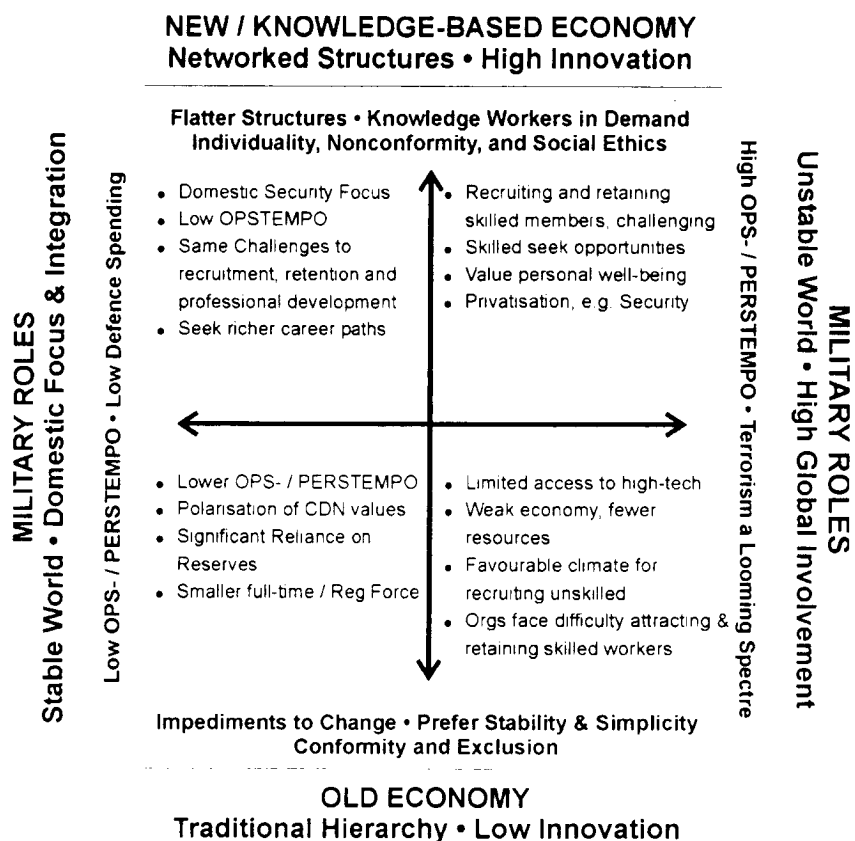 NEW / KNOWLEDGE-BASED ECONOMY
Networked Structures • High Innovation
Flatter Structures • Knowledge Workers in Demand
Individuality, Nonconformity, and Social Ethics
MILITARY ROLES
Stable World • Domestic Focus & Integration
Low OPS- / PERSTEMPO • Low Defence Spending
• Domestic Security Focus
• Low OPSTEMPO
• Same Challenges to
recruitment, retention and
professional development
• Seek richer career paths
• Recruiting and retaining
skilled members, challenging
• Skilled seek opportunities
• Value personal well-being
• Privatisation, e.g. Security
• Lower OPS- / PERSTEMPO
• Polarisation of CDN values
• Significant Reliance on
Reserves
• Smaller full-time / Reg Force
• Limited access to high-tech
• Weak economy, fewer
resources
• Favourable climate for
recruiting unskilled
• Orgs face difficulty attracting &
retaining skilled workers
High OPS- / PERSTEMPO • Terrorism a Looming Spectre
Unstable World • High Global Involvement
MILITARY ROLES
Impediments to Change • Prefer Stability & Simplicity
Conformity and Exclusion
OLD ECONOMY
Traditional Hierarchy • Low Innovation